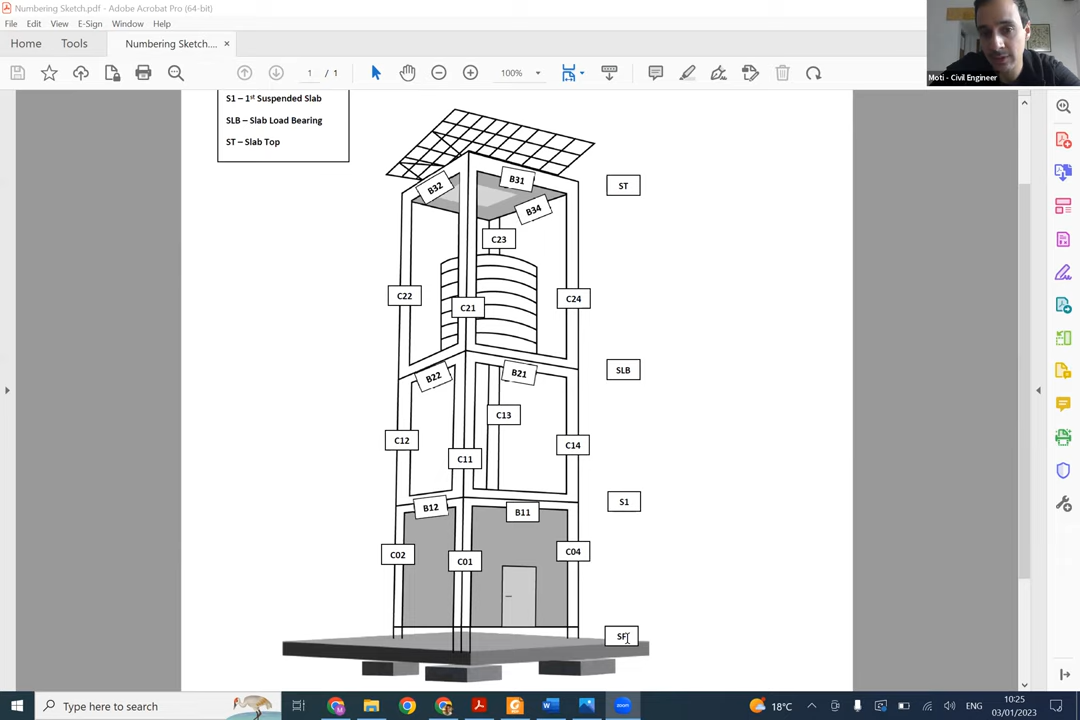 Numbering Sketch.pdf - Adobe Acrobat Pro (64-bit)
File Edit View E-Sign Window Help
Home Tools Numbering Sketch.... ×
1 / 1 100%
Moti - Civil Engineer
S1 – 1st Suspended Slab
SLB – Slab Load Bearing
ST – Slab Top
B32 B31 ST
B34
C23
C22 C21 C24
B22 B21 SLB
C13
C12 C11 C14
B12 B11 S1
C02 C01 C04
SF
Type here to search
W
zoom
18°C ENG 10:25
03/01/2023